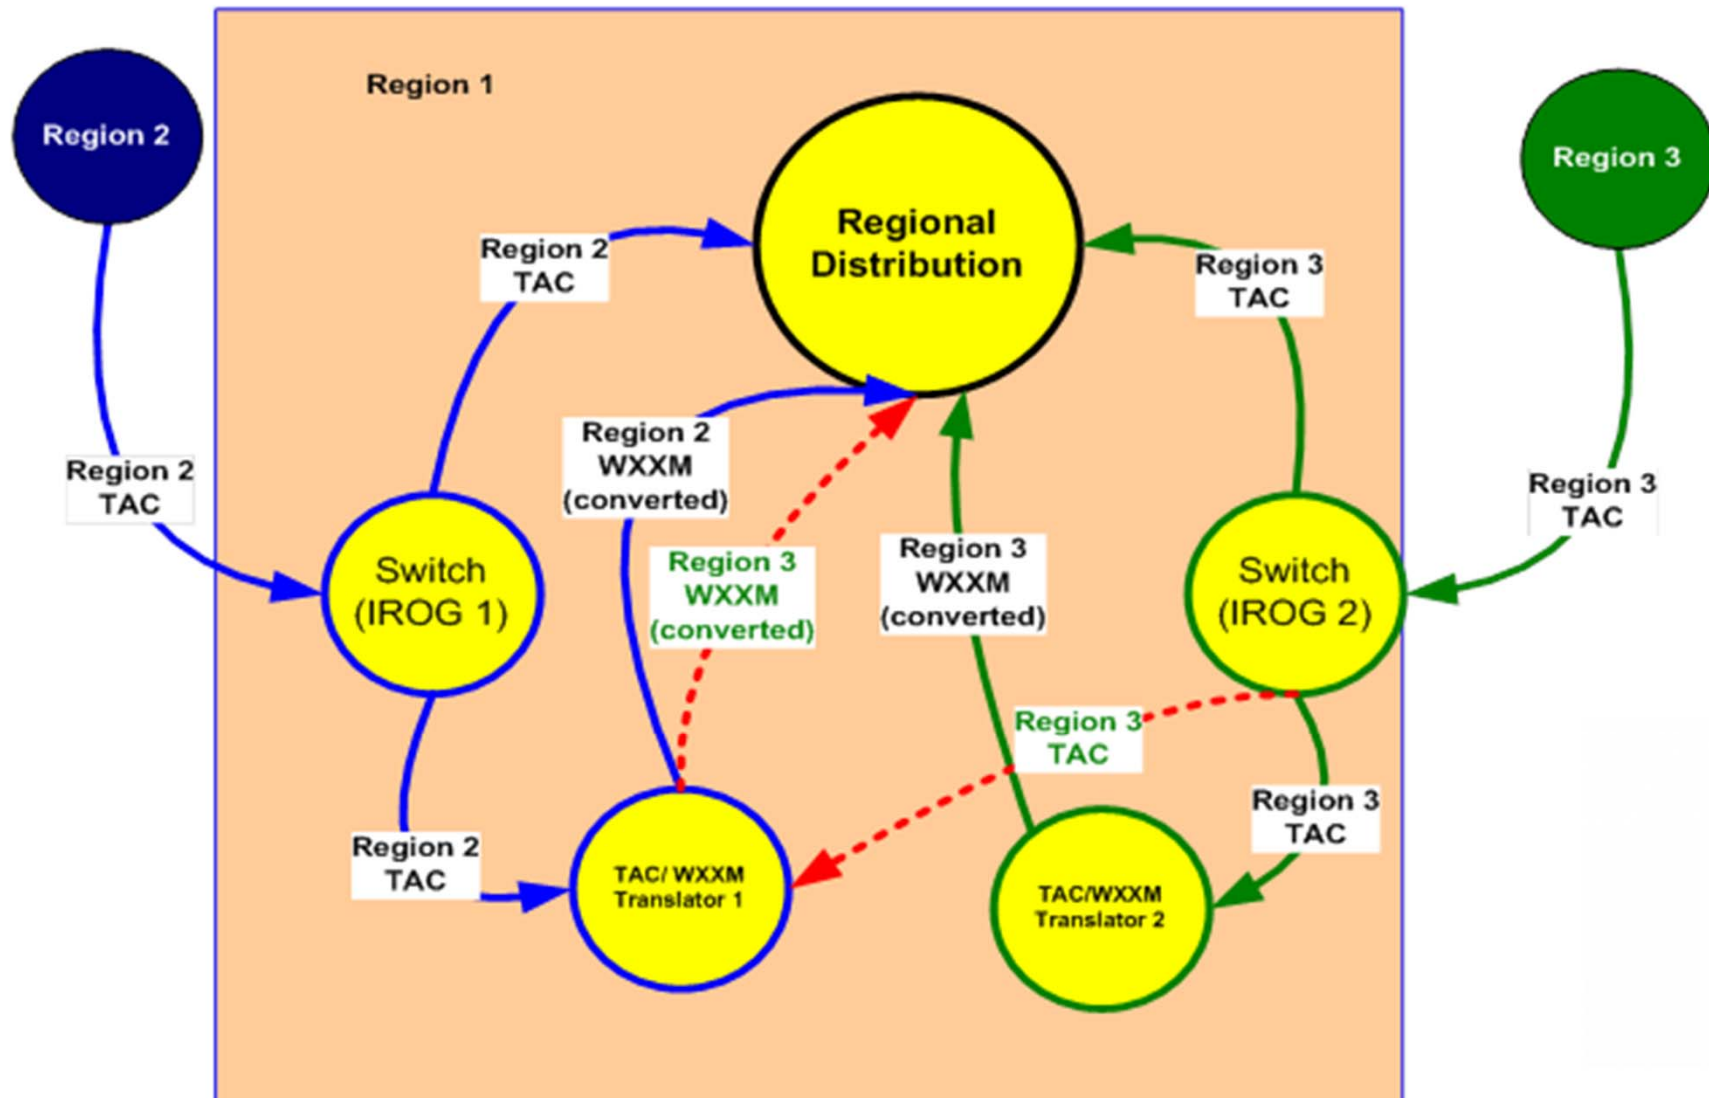 Region 1
Region 2
Region 3
Regional
Distribution
Region 2
TAC
Region 3
TAC
Region 2
WXXM
(converted)
Region 2
TAC
Region 3
TAC
Region 3
WXXM
(converted)
Region 3
WXXM
(converted)
Switch
(IROG 1)
Switch
(IROG 2)
Region 3
TAC
Region 3
TAC
Region 2
TAC
TAC/ WXXM
Translator 1
TAC/WXXM
Translator 2